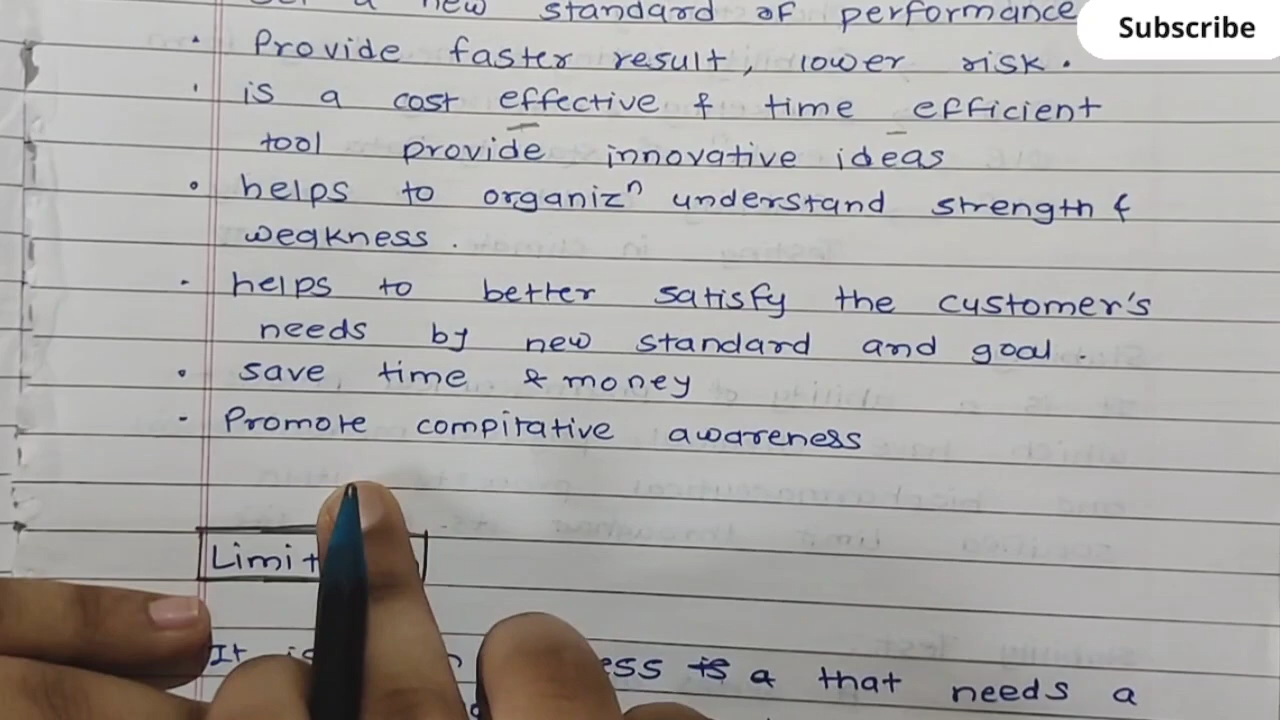 a new standard of performance
Subscribe
• Provide faster result, lower risk.
• is a cost effective & time efficient
tool provide innovative ideas
• helps to organizⁿ understand strength &
weakness.
• helps to better satisfy the customer's
needs by new standard and goal.
• save time & money
• Promote compitative awareness
It is a that needs a